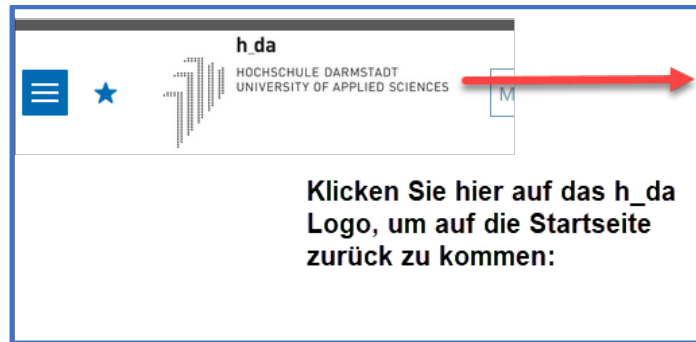 h_da
HOCHSCHULE DARMSTADT
UNIVERSITY OF APPLIED SCIENCES
M
Klicken Sie hier auf das h_da
Logo, um auf die Startseite
zurück zu kommen: